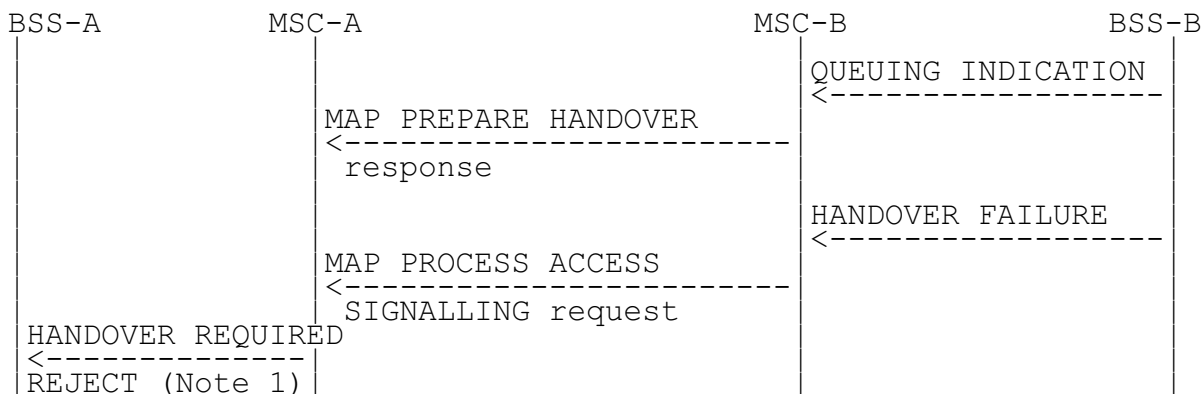 BSS-A MSC-A MSC-B BSS-B
QUEUING INDICATION
MAP PREPARE HANDOVER
response
HANDOVER FAILURE
MAP PROCESS ACCESS
SIGNALLING request
HANDOVER REQUIRED
REJECT (Note 1)